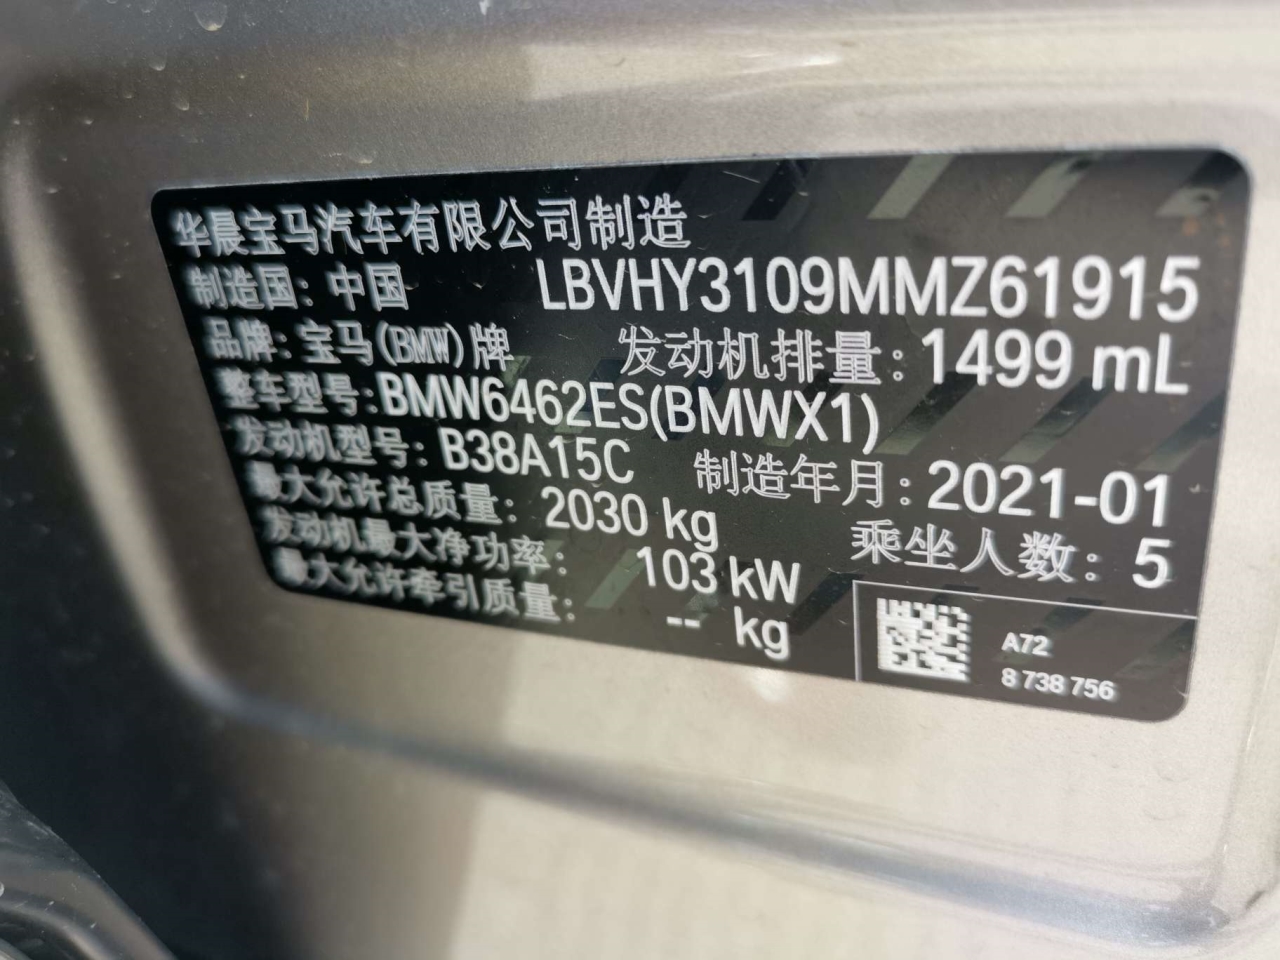 华晨宝马汽车有限公司制造
制造国：中国 LBVHY3109MMZ61915
品牌：宝马(BMW)牌 发动机排量：1499 mL
整车型号：BMW6462ES(BMWX1)
发动机型号：B38A15C 制造年月：2021-01
最大允许总质量：2030 kg 乘坐人数：5
发动机最大净功率：103 kW
最大允许牵引质量：-- kg
A72
8 738 756